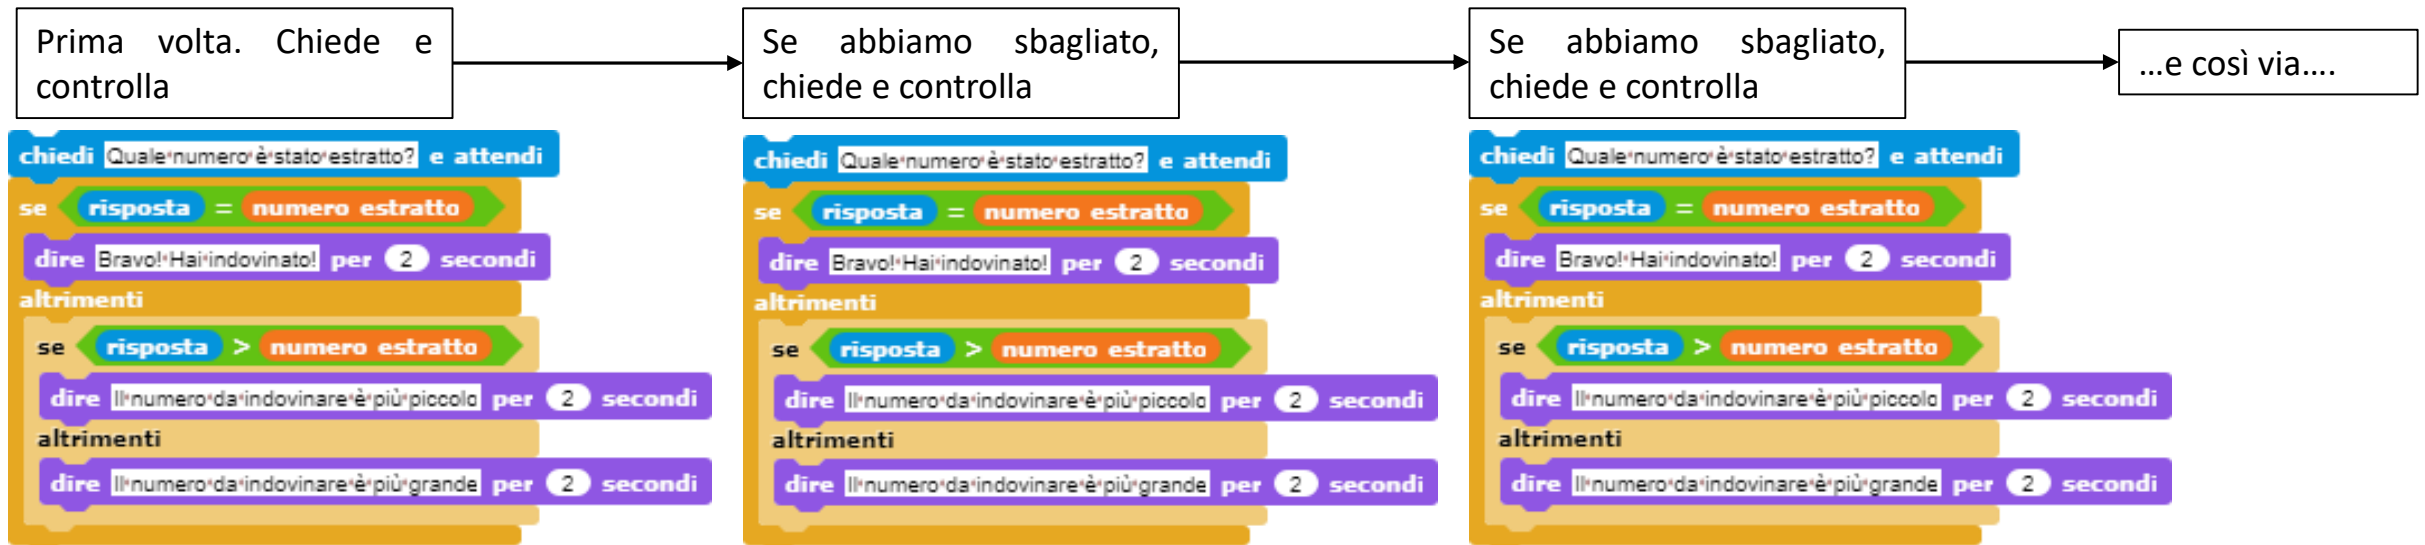 Prima volta. Chiede e
controlla
Se abbiamo sbagliato,
chiede e controlla
Se abbiamo sbagliato,
chiede e controlla
...e così via....
chiedi Quale numero è stato estratto? e attendi
se risposta = numero estratto
dire Bravo! Hai indovinato! per 2 secondi
altrimenti
se risposta > numero estratto
dire Il numero da indovinare è più piccolo per 2 secondi
altrimenti
dire Il numero da indovinare è più grande per 2 secondi
chiedi Quale numero è stato estratto? e attendi
se risposta = numero estratto
dire Bravo! Hai indovinato! per 2 secondi
altrimenti
se risposta > numero estratto
dire Il numero da indovinare è più piccolo per 2 secondi
altrimenti
dire Il numero da indovinare è più grande per 2 secondi
chiedi Quale numero è stato estratto? e attendi
se risposta = numero estratto
dire Bravo! Hai indovinato! per 2 secondi
altrimenti
se risposta > numero estratto
dire Il numero da indovinare è più piccolo per 2 secondi
altrimenti
dire Il numero da indovinare è più grande per 2 secondi